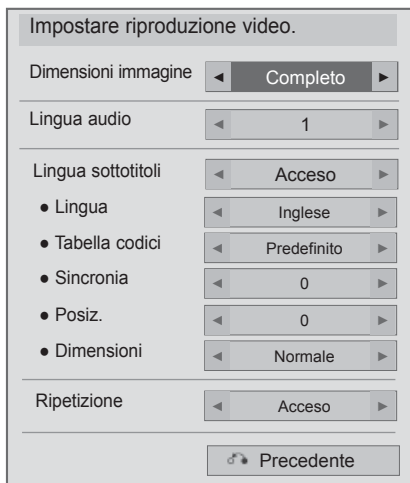 Impostare riproduzione video.
Dimensioni immagine ◄ Completo ►
Lingua audio ◄ 1 ►
Lingua sottotitoli ◄ Acceso ►
● Lingua ◄ Inglese ►
● Tabella codici ◄ Predefinito ►
● Sincronia ◄ 0 ►
● Posiz. ◄ 0 ►
● Dimensioni ◄ Normale ►
Ripetizione ◄ Acceso ►
Precedente